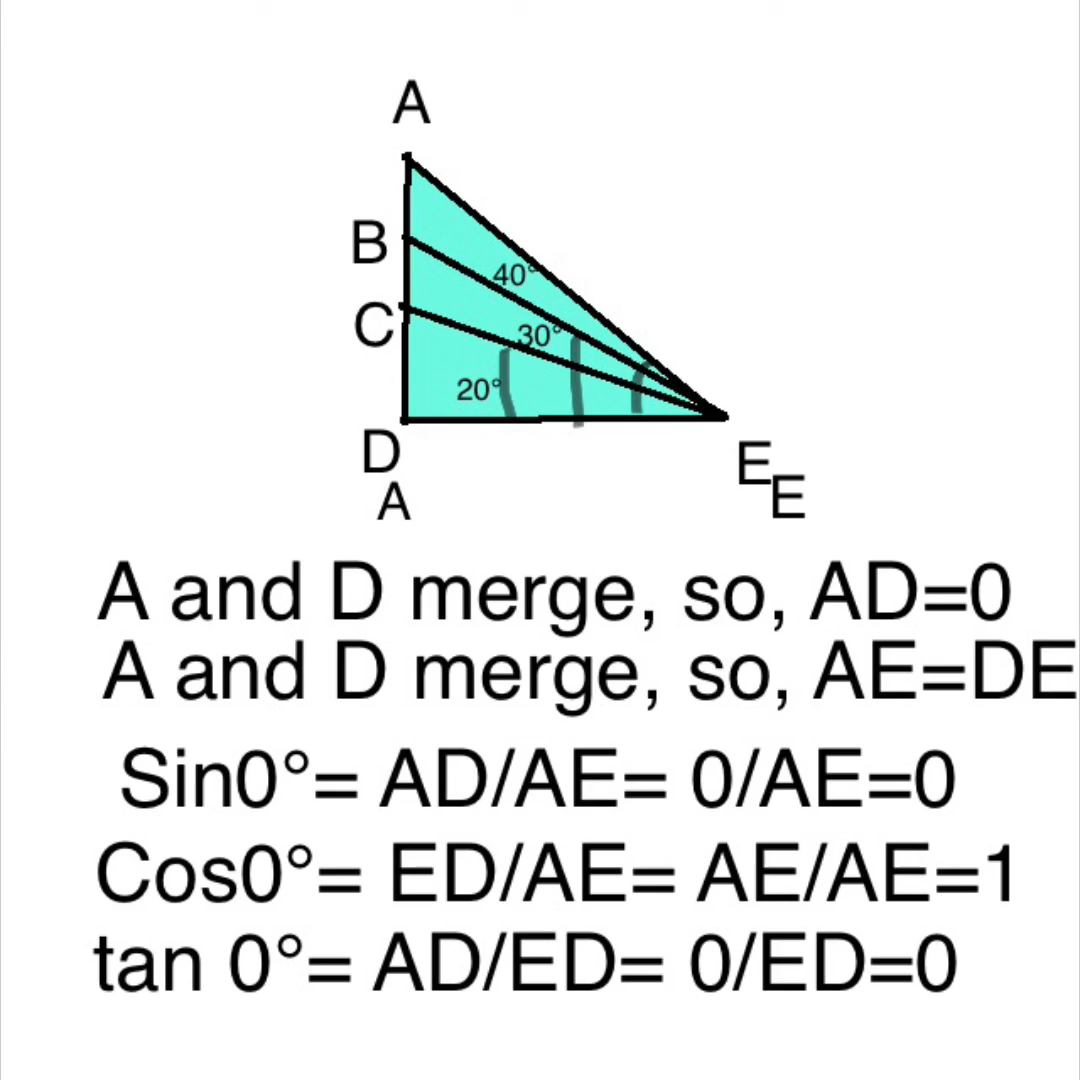 A
B
40°
C
30°
20°
D
E
A
E
A and D merge, so, AD=0
A and D merge, so, AE=DE
Sin0°= AD/AE= 0/AE=0
Cos0°= ED/AE= AE/AE=1
tan 0°= AD/ED= 0/ED=0